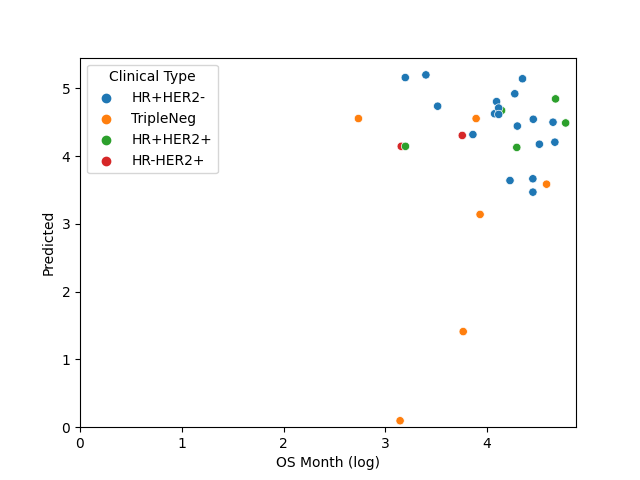 Clinical Type
HR+HER2-
TripleNeg
HR+HER2+
HR-HER2+
5
4
3
2
1
0
Predicted
0 1 2 3 4
OS Month (log)